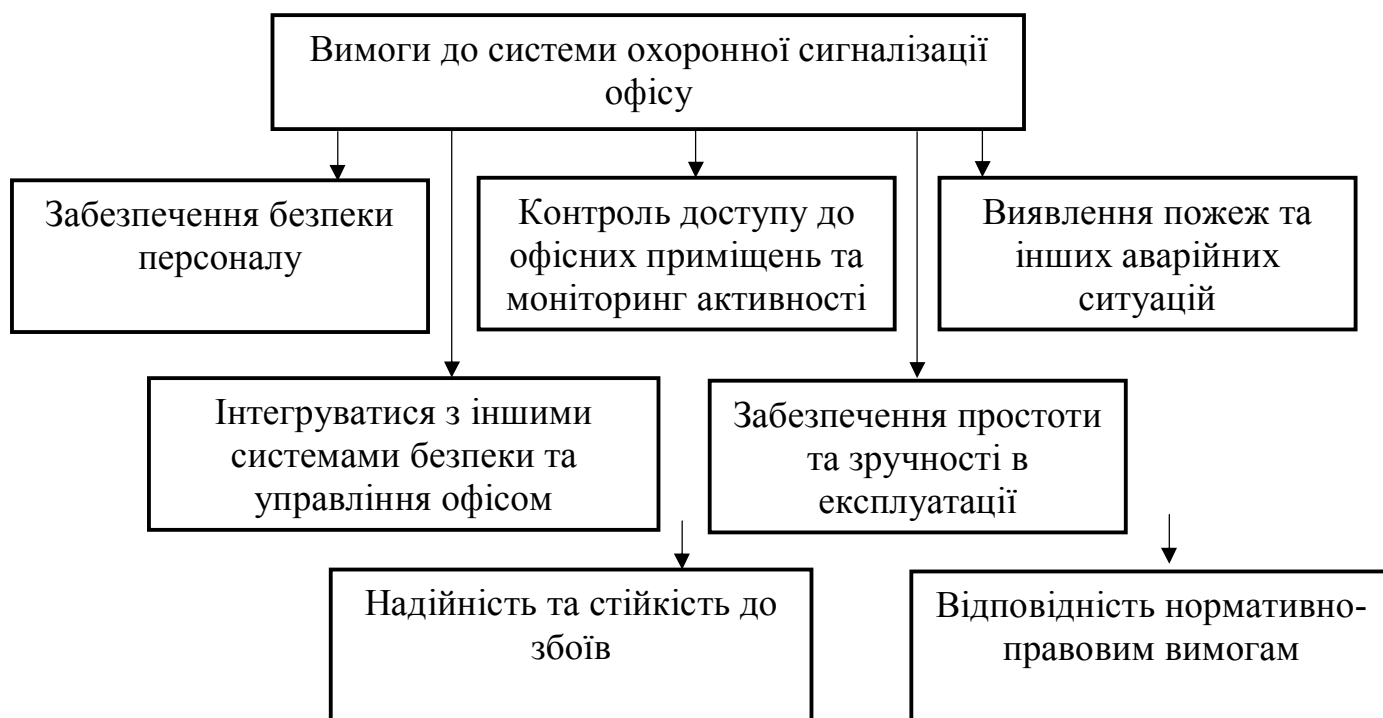 Вимоги до системи охоронної сигналізації
офісу
Забезпечення безпеки
персоналу
Контроль доступу до
офісних приміщень та
моніторинг активності
Виявлення пожеж та
інших аварійних
ситуацій
Інтегруватися з іншими
системами безпеки та
управління офісом
Забезпечення простоти
та зручності в
експлуатації
Надійність та стійкість до
збоїв
Відповідність нормативно-
правовим вимогам